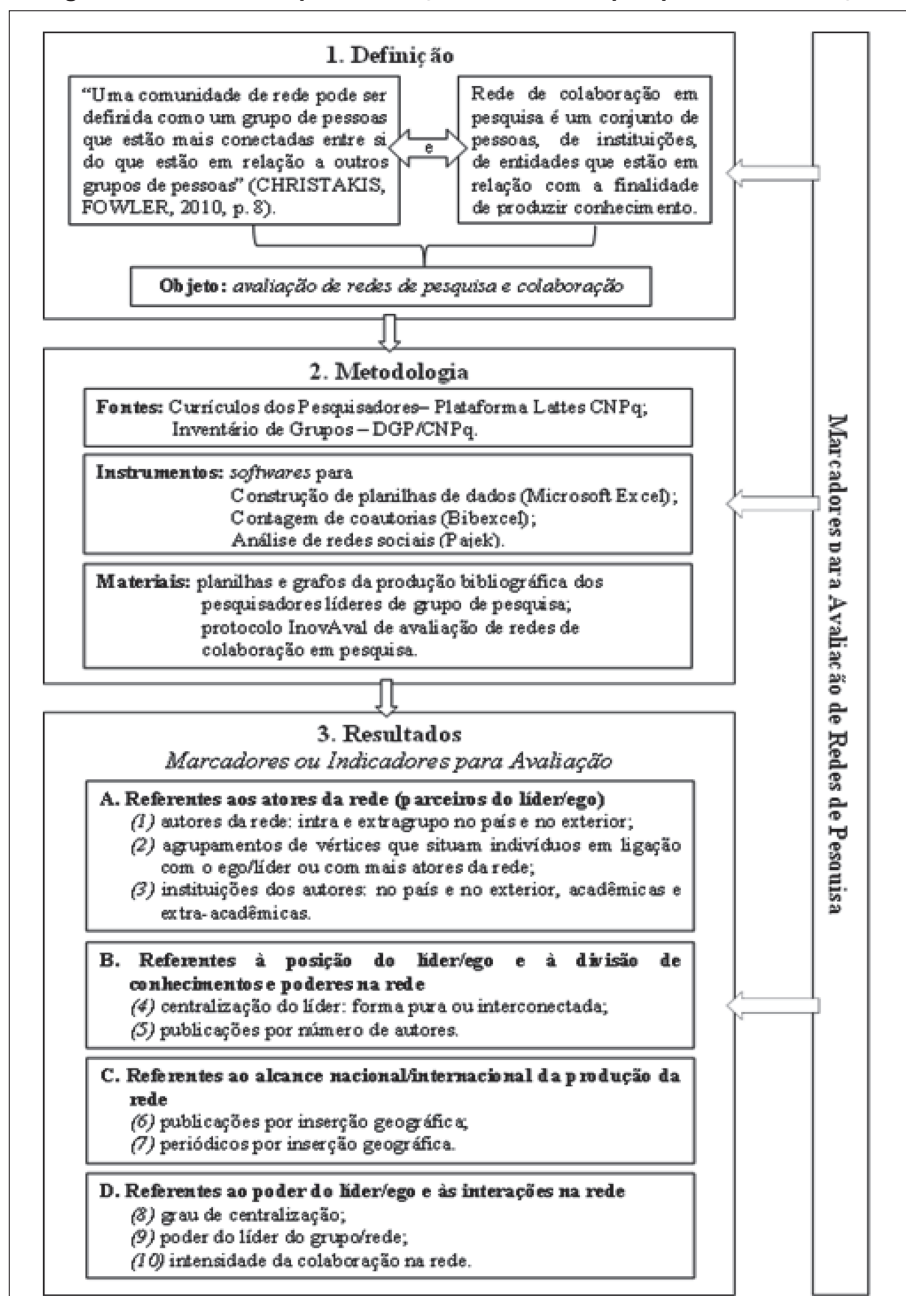 1. Definição
“Uma comunidade de rede pode ser
definida como um grupo de pessoas
que estão mais conectadas entre si
do que estão em relação a outros
grupos de pessoas” (CHRISTAKIS,
FOWLER, 2010, p. 8).
e
Rede de colaboração em
pesquisa é um conjunto de
pessoas, de instituições,
de entidades que estão em
relação com a finalidade
de produzir conhecimento.
Objeto: avaliação de redes de pesquisa e colaboração
2. Metodologia
Fontes: Currículos dos Pesquisadores– Plataforma Lattes CNPq;
Inventário de Grupos – DGP/CNPq.
Instrumentos: softwares para
Construção de planilhas de dados (Microsoft Excel);
Contagem de coautorias (Bibexcel);
Análise de redes sociais (Pajek).
Materiais: planilhas e grafos da produção bibliográfica dos
pesquisadores líderes de grupo de pesquisa;
protocolo InovAval de avaliação de redes de
colaboração em pesquisa.
3. Resultados
Marcadores ou Indicadores para Avaliação
A. Referentes aos atores da rede (parceiros do líder/ego)
(1) autores da rede: intra e extragrupo no país e no exterior;
(2) agrupamentos de vértices que situam indivíduos em ligação
com o ego/líder ou com mais atores da rede;
(3) instituições dos autores: no país e no exterior, acadêmicas e
extra-acadêmicas.
B. Referentes à posição do líder/ego e à divisão de
conhecimentos e poderes na rede
(4) centralização do líder: forma pura ou interconectada;
(5) publicações por número de autores.
C. Referentes ao alcance nacional/internacional da produção da
rede
(6) publicações por inserção geográfica;
(7) periódicos por inserção geográfica.
D. Referentes ao poder do líder/ego e às interações na rede
(8) grau de centralização;
(9) poder do líder do grupo/rede;
(10) intensidade da colaboração na rede.
Marcadores para Avaliação de Redes de Pesquisa